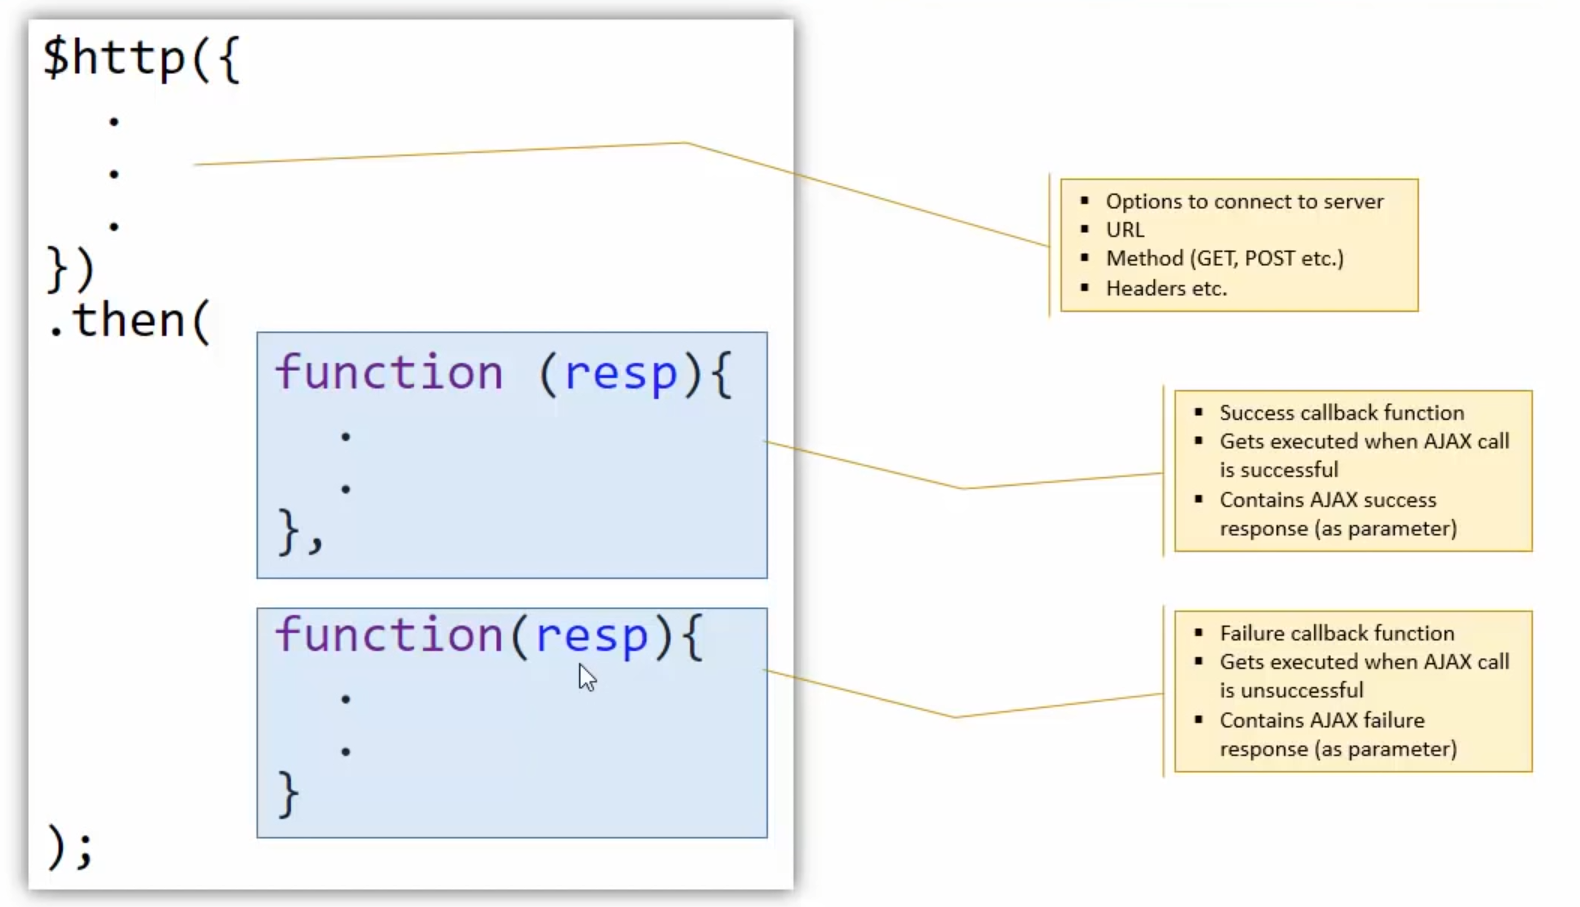 $http({
.
.
.
})
.then(
function (resp){
.
.
},
function(resp){
.
.
}
);
▪ Options to connect to server
▪ URL
▪ Method (GET, POST etc.)
▪ Headers etc.
▪ Success callback function
▪ Gets executed when AJAX call
is successful
▪ Contains AJAX success
response (as parameter)
▪ Failure callback function
▪ Gets executed when AJAX call
is unsuccessful
▪ Contains AJAX failure
response (as parameter)